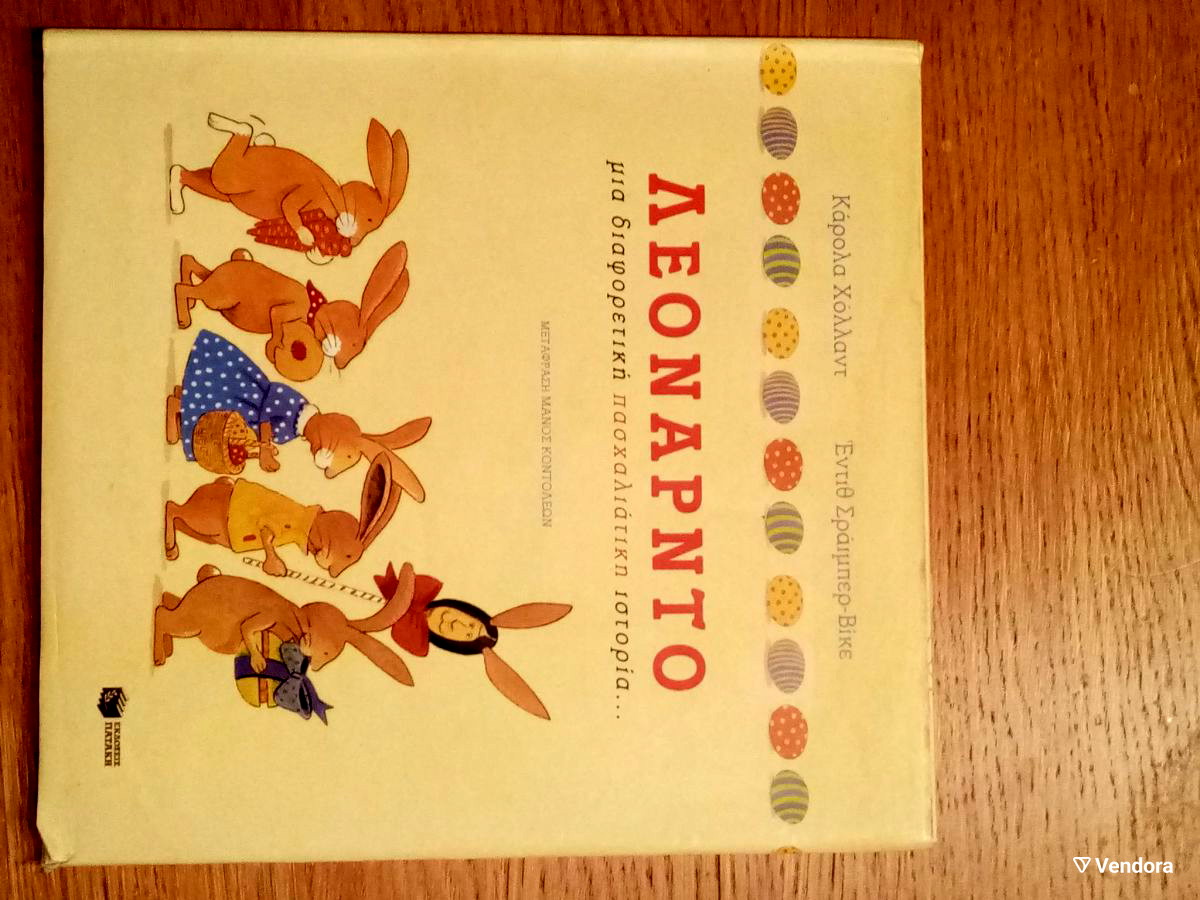 Κάρολα Χόλλαντ Έντιθ Σράιμπερ-Βίκε
ΛΕΟΝΑΡΝΤΟ
μια διαφορετική πασχαλιάτικη ιστορία...
ΜΕΤΑΦΡΑΣΗ ΜΑΝΟΣ ΚΟΝΤΟΛΕΩΝ
ΕΚΔΟΣΕΙΣ
ΠΑΤΑΚΗ
Vendora